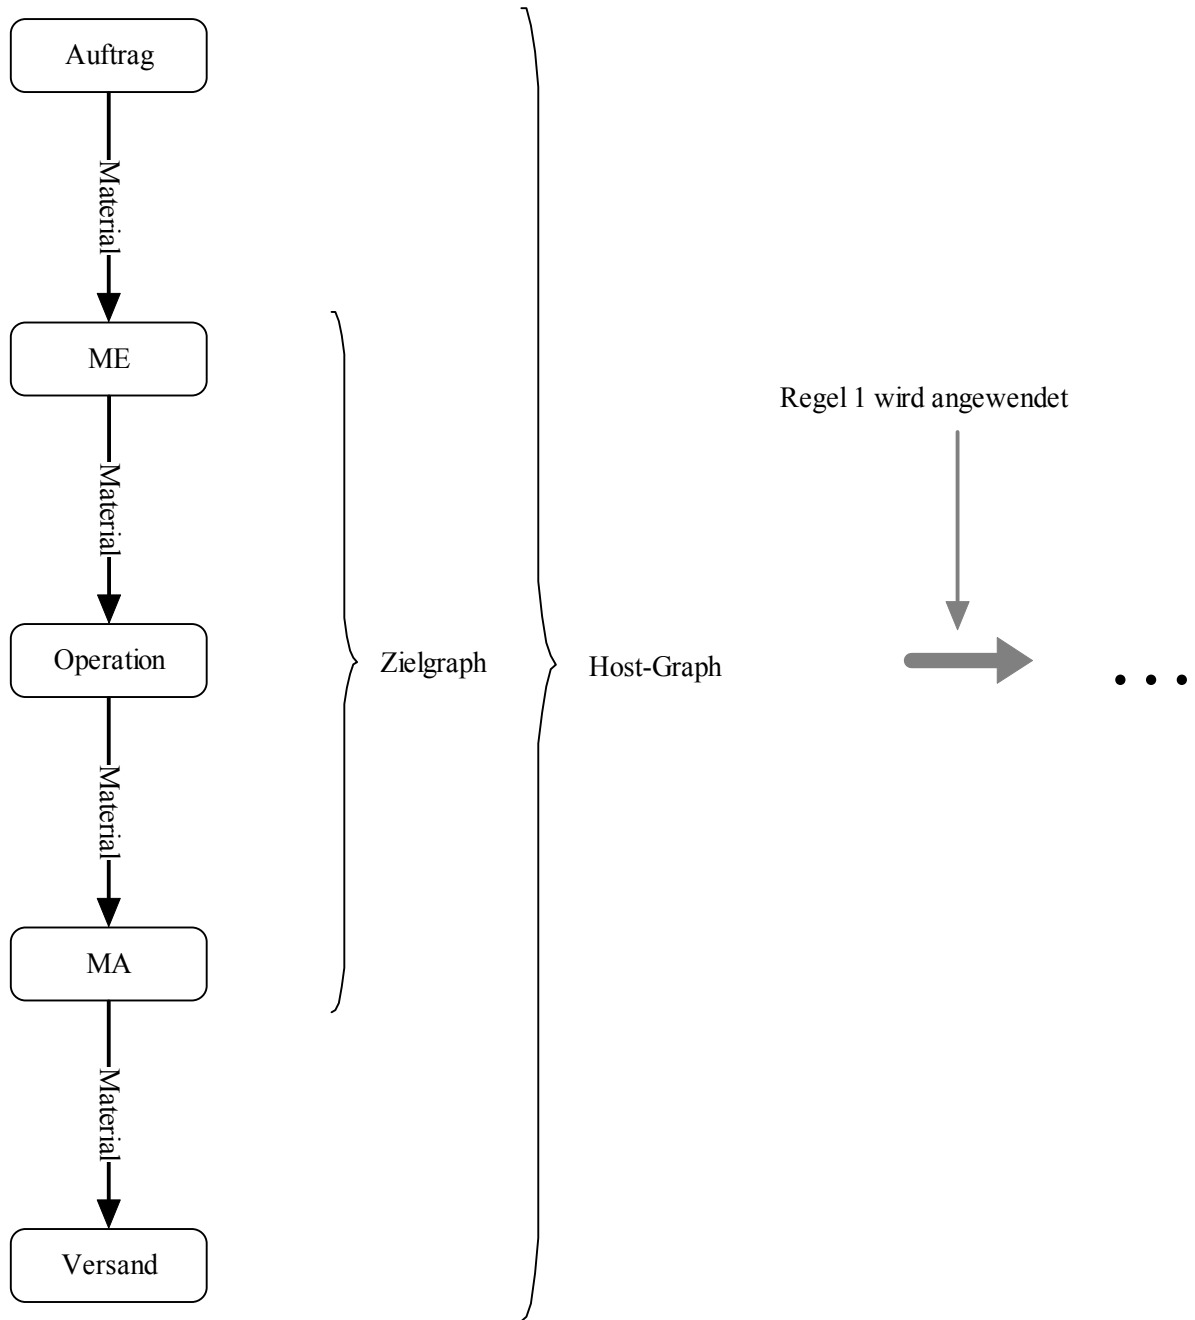 Auftrag
Material
ME
Regel 1 wird angewendet
Material
Operation
Zielgraph
Host-Graph
Material
MA
Material
Versand